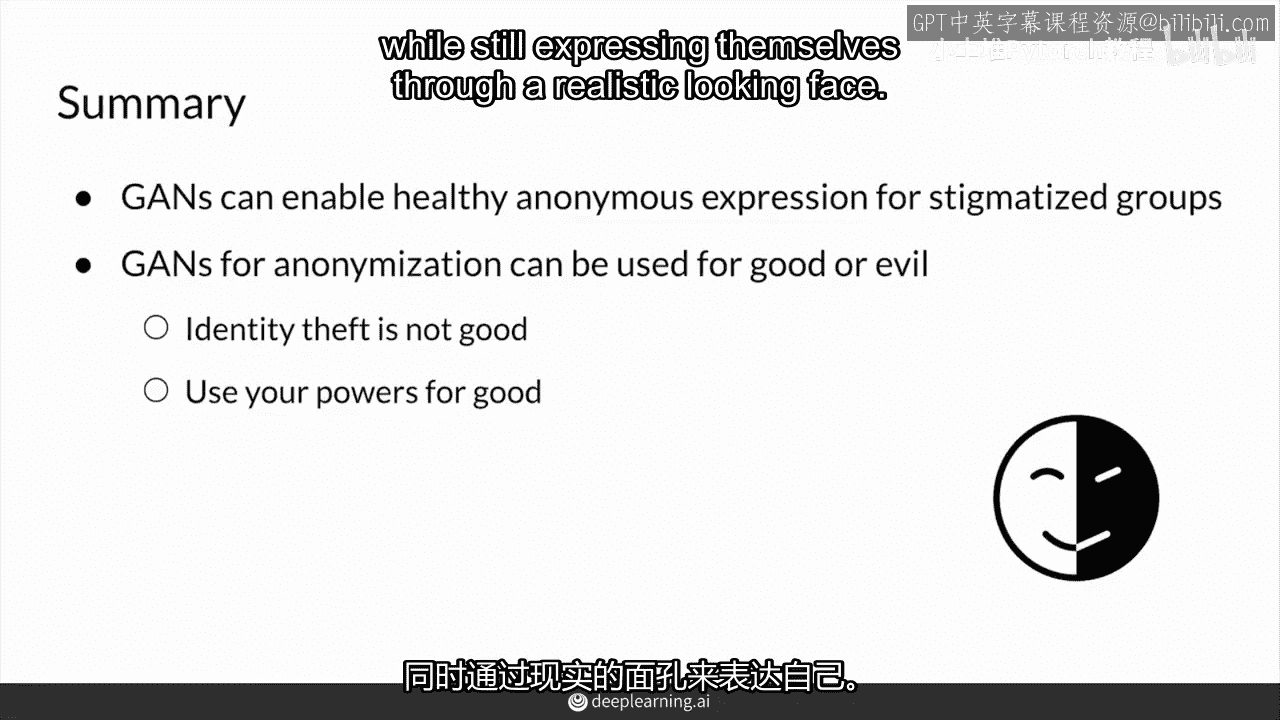 GPT中英字幕课程资源@bilibili.com
while still expressing themselves
through a realistic looking face.
Summary
● GANs can enable healthy anonymous expression for stigmatized groups
● GANs for anonymization can be used for good or evil
○ Identity theft is not good
○ Use your powers for good
同时通过现实的面孔来表达自己。
deeplearning.ai